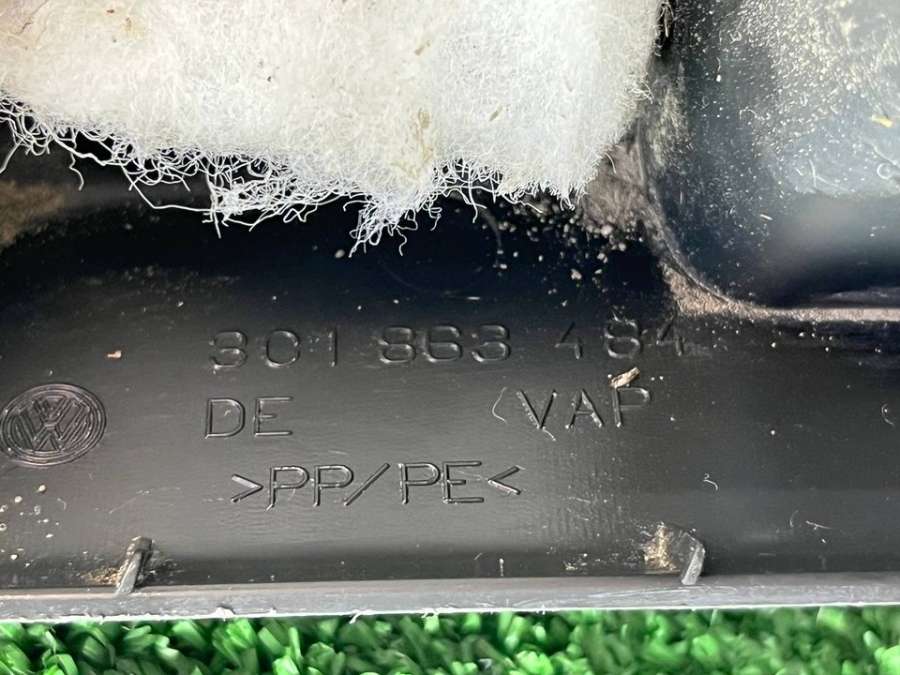 3C1 863 484
DE VAP
>PP/PE<